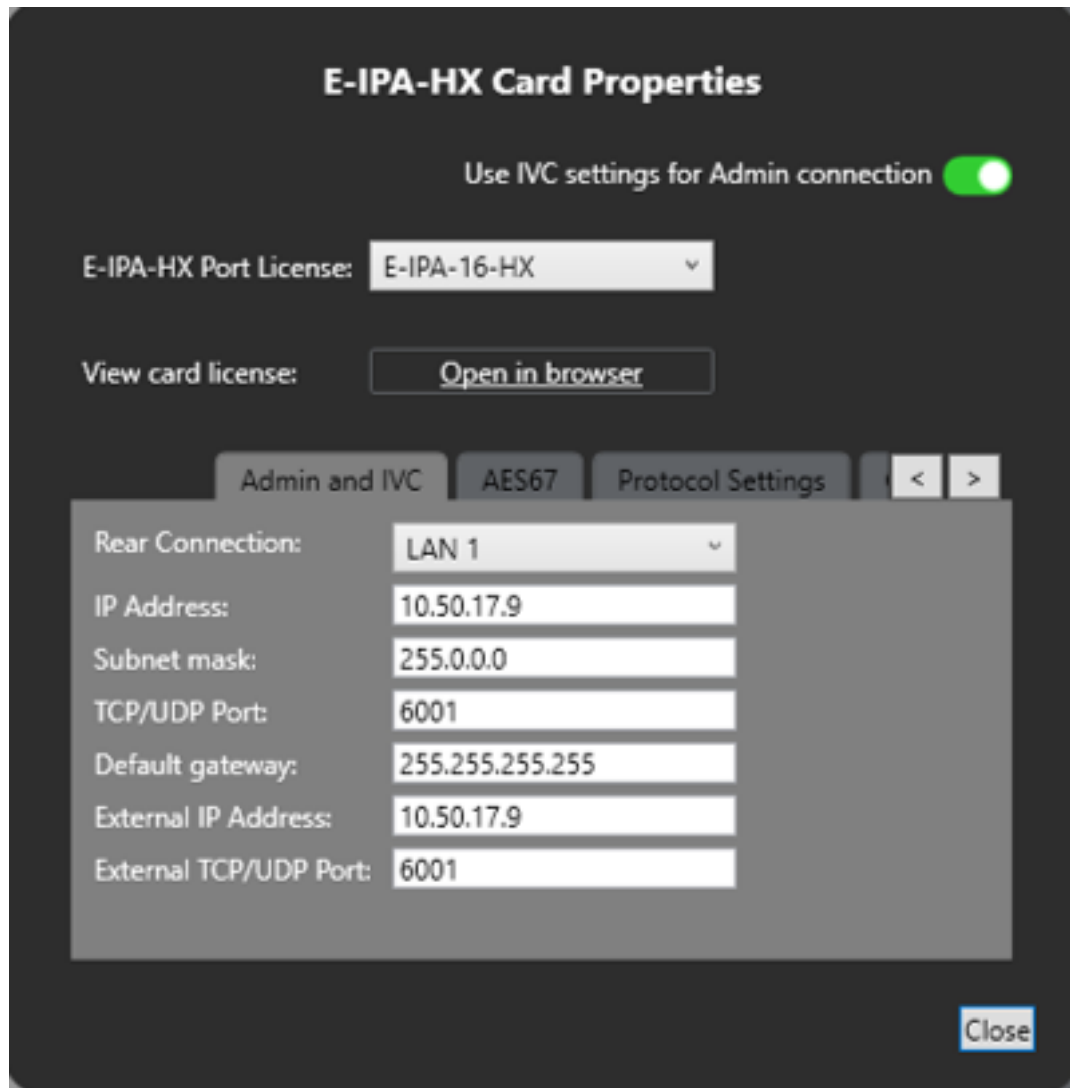 E-IPA-HX Card Properties
Use IVC settings for Admin connection
E-IPA-HX Port License: E-IPA-16-HX
View card license: Open in browser
Admin and IVC AES67 Protocol Settings < >
Rear Connection: LAN 1
IP Address: 10.50.17.9
Subnet mask: 255.0.0.0
TCP/UDP Port: 6001
Default gateway: 255.255.255.255
External IP Address: 10.50.17.9
External TCP/UDP Port: 6001
Close